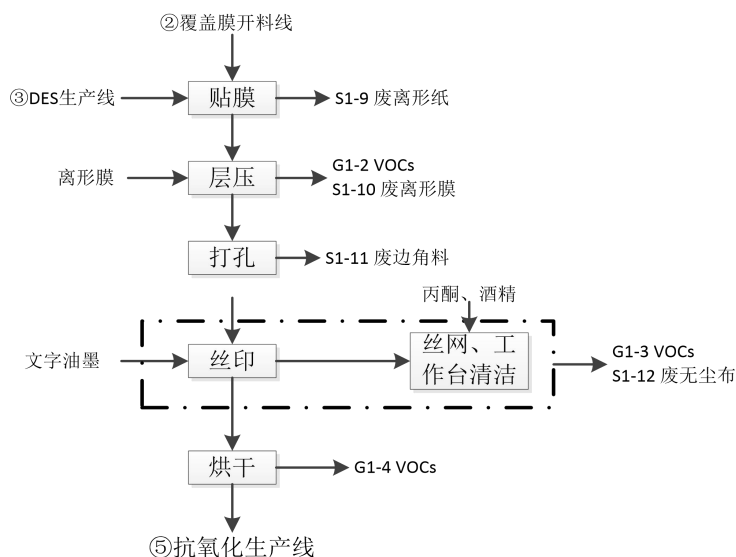 ②覆盖膜开料线
③DES生产线
贴膜
S1-9 废离形纸
离形膜
层压
G1-2 VOCs
S1-10 废离形膜
打孔
S1-11 废边角料
丙酮、酒精
文字油墨
丝印
丝网、工
作台清洁
G1-3 VOCs
S1-12 废无尘布
烘干
G1-4 VOCs
⑤抗氧化生产线